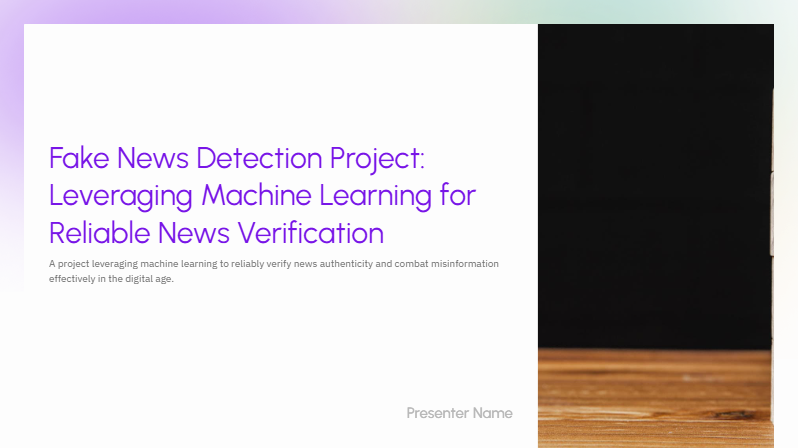 Fake News Detection Project:
Leveraging Machine Learning for
Reliable News Verification
A project leveraging machine learning to reliably verify news authenticity and combat misinformation
effectively in the digital age.
Presenter Name